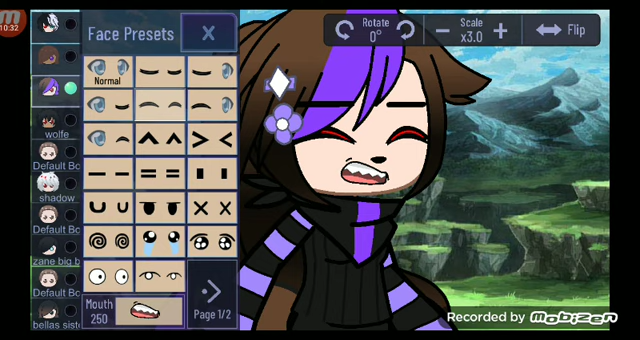 10:32
Face Presets
X
Rotate
0°
Scale
x3.0
Flip
Normal
wolfe
Default Bo
shadow
Default Bo
zane big b
Default Bo
bellas sist
Mouth
250
Page 1/2
Recorded by mobizen